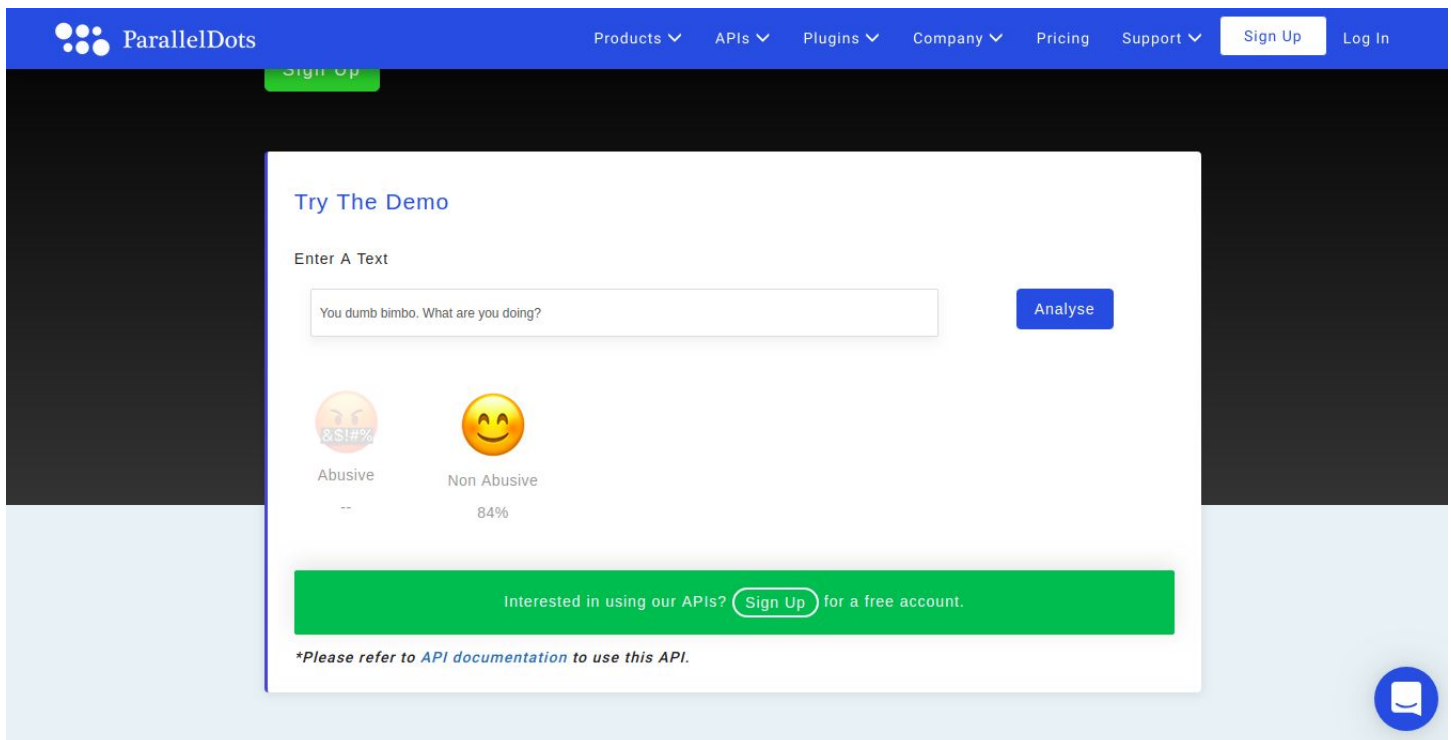 ParallelDots Products APIs Plugins Company Pricing Support Sign Up Log In
Sign Up
Try The Demo
Enter A Text
You dumb bimbo. What are you doing?
Analyse
&$!#%
Abusive Non Abusive
-- 84%
Interested in using our APIs? Sign Up for a free account.
*Please refer to API documentation to use this API.